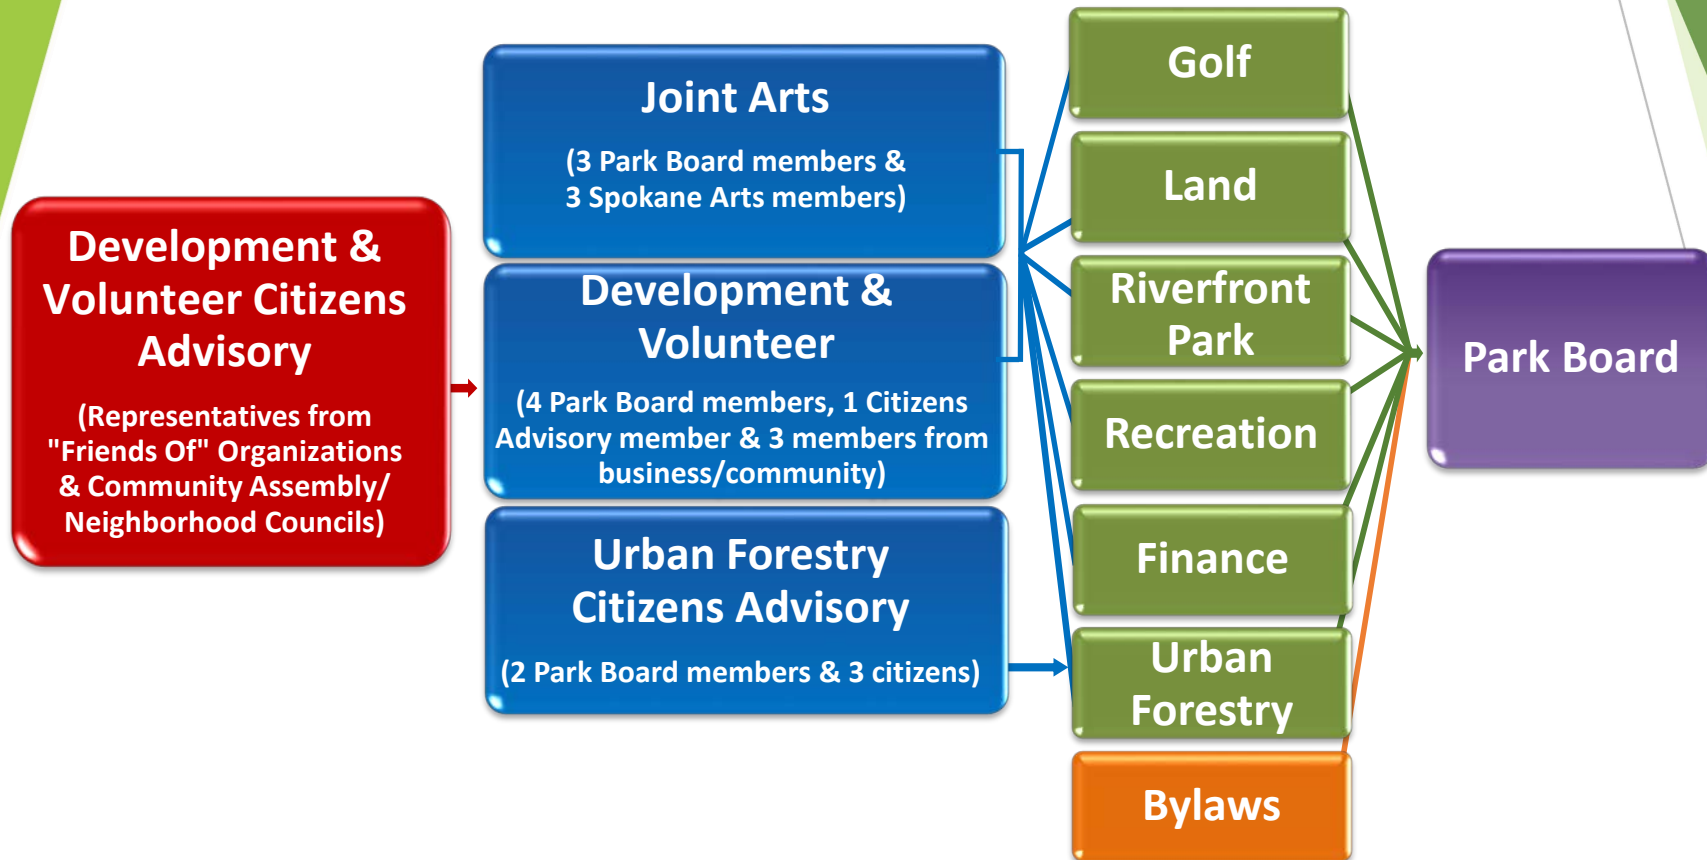 Development &
Volunteer Citizens
Advisory
(Representatives from
"Friends Of" Organizations
& Community Assembly/
Neighborhood Councils)
Joint Arts
(3 Park Board members &
3 Spokane Arts members)
Development &
Volunteer
(4 Park Board members, 1 Citizens
Advisory member & 3 members from
business/community)
Urban Forestry
Citizens Advisory
(2 Park Board members & 3 citizens)
Golf
Land
Riverfront
Park
Recreation
Finance
Urban
Forestry
Bylaws
Park Board